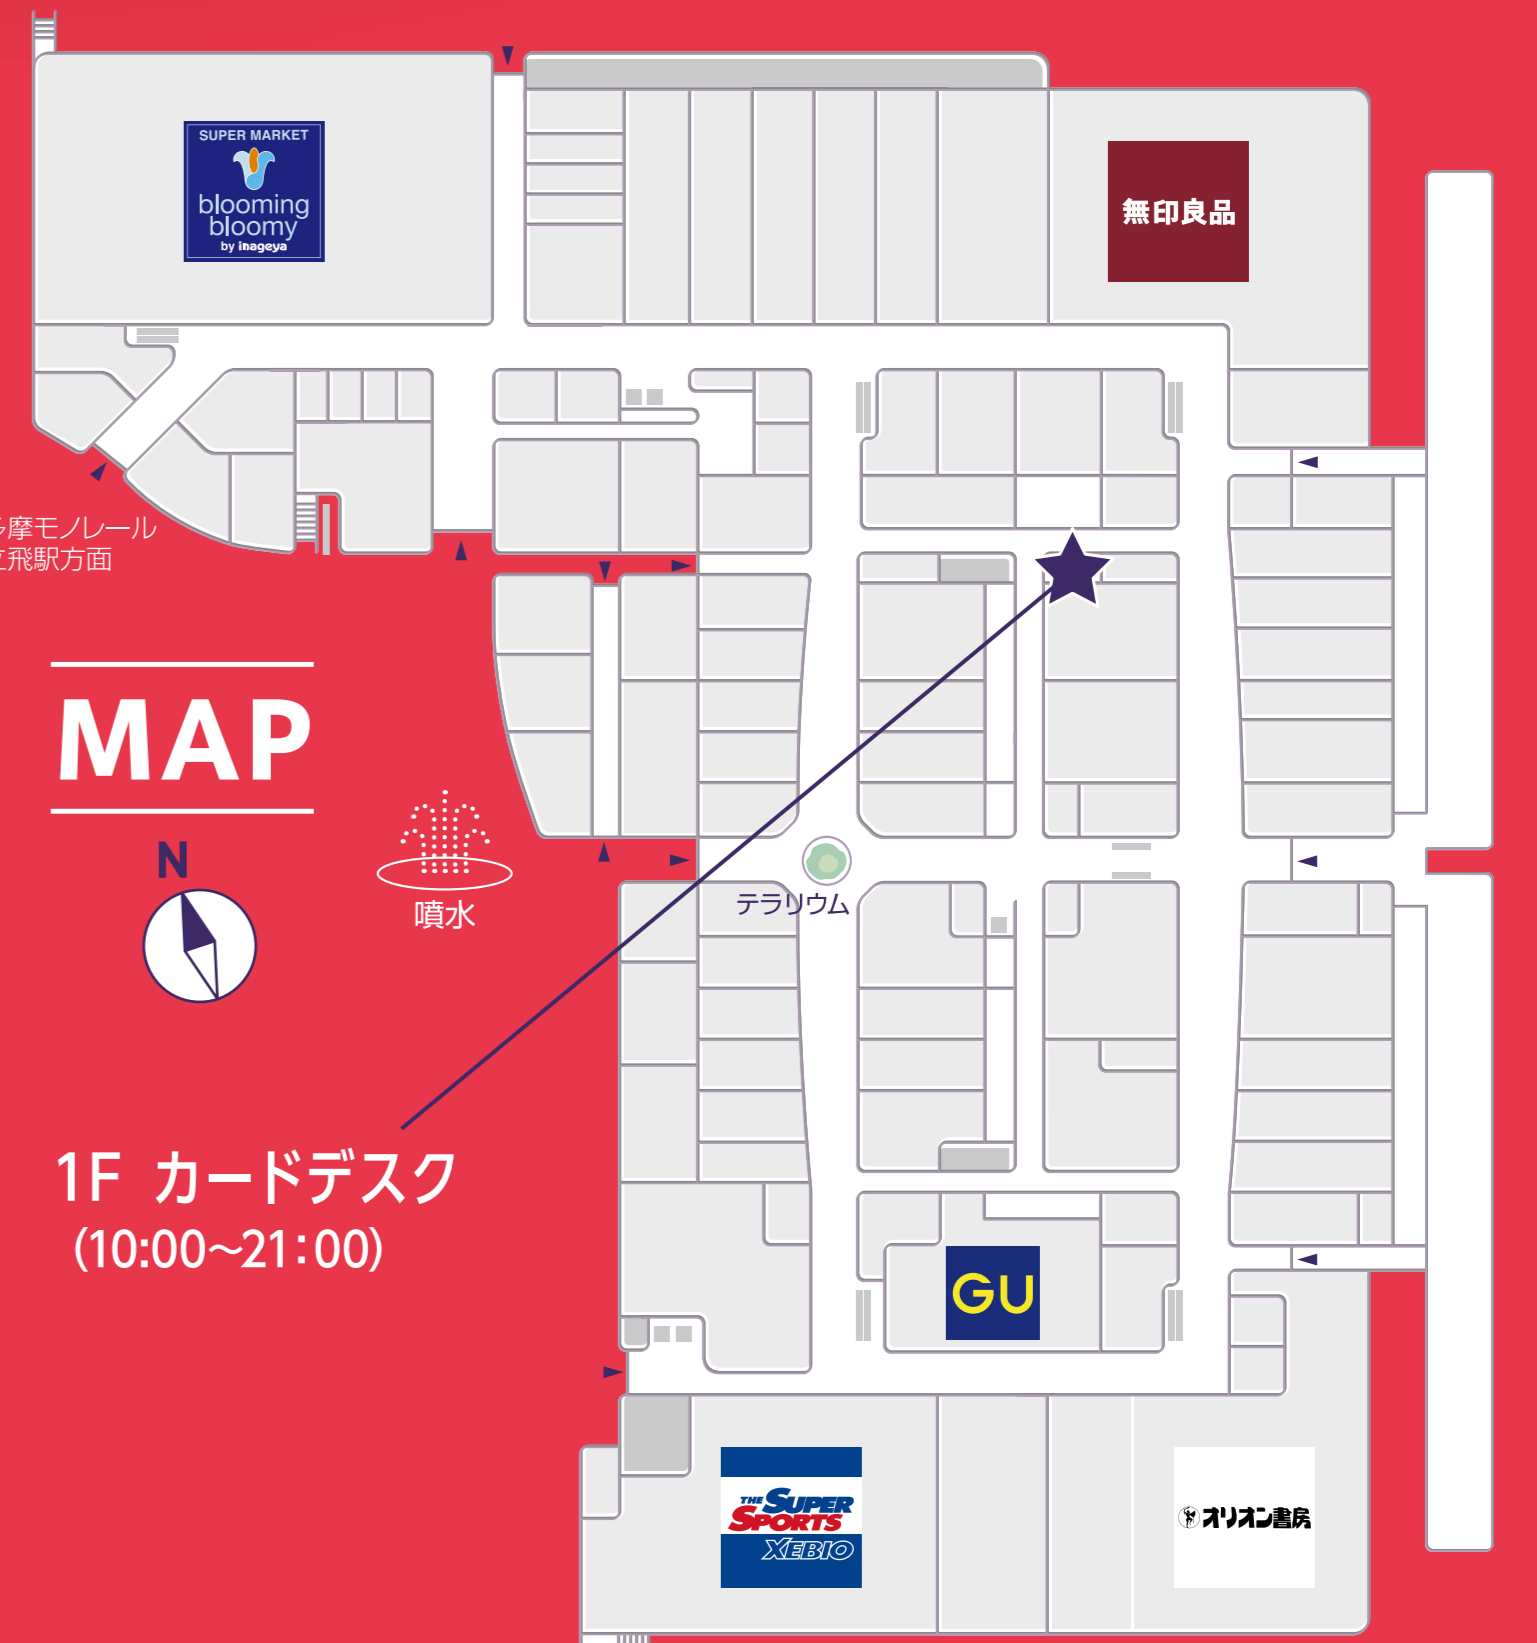 SUPER MARKET
blooming
bloomy
by inageya
無印良品
摩モノレール
飛駅方面
MAP
N
噴水
テラリウム
1F カードデスク
(10:00～21:00)
GU
THE SUPER
SPORTS
XEBIO
オリオン書房